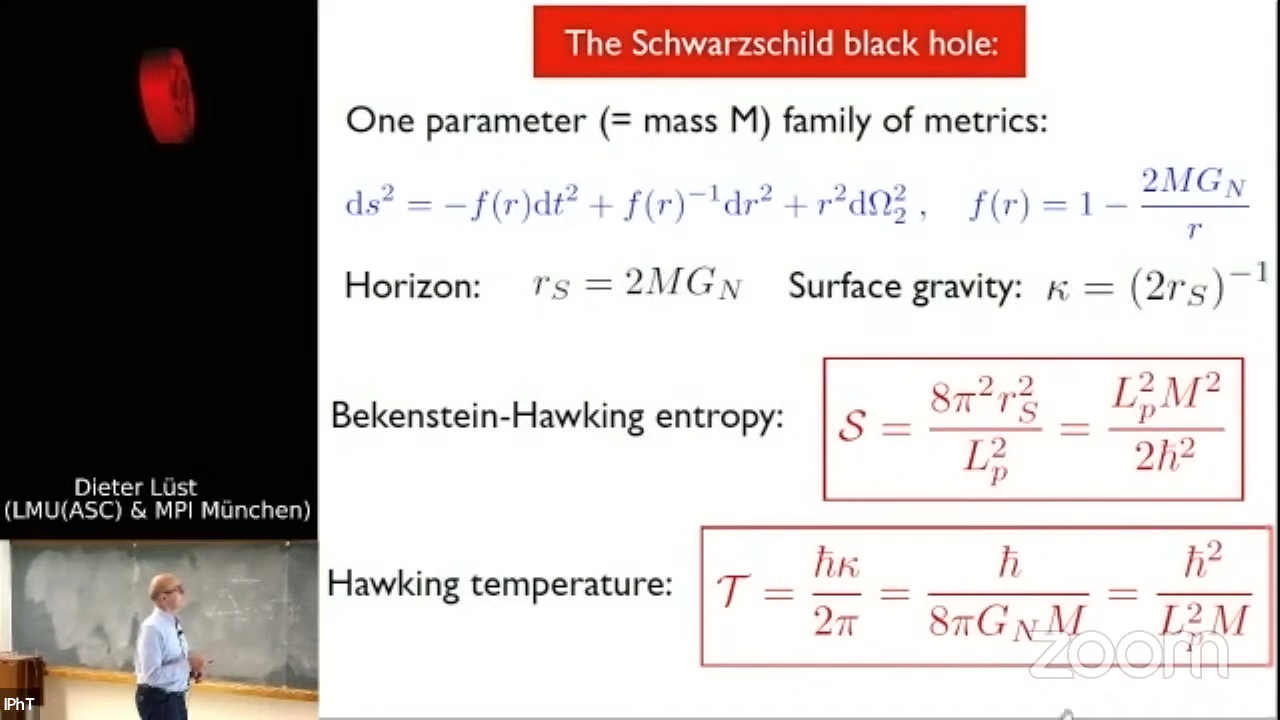 The Schwarzschild black hole:
One parameter (= mass M) family of metrics:
ds² = −f(r)dt² + f(r)⁻¹dr² + r²dΩ₂² , f(r) = 1 − 2MG_N / r
Horizon: r_S = 2MG_N Surface gravity: κ = (2r_S)⁻¹
Bekenstein-Hawking entropy: 𝒮 = 8π²r_S² / L_p² = L_p²M² / 2ħ²
Hawking temperature: 𝒯 = ħκ / 2π = ħ / 8πG_NM = ħ² / L_p²M
zoom
Dieter Lüst
(LMU(ASC) & MPI München)
IPhT